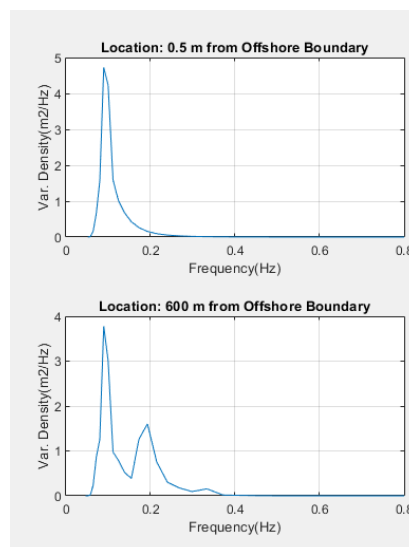 Location: 0.5 m from Offshore Boundary
5
4
3
2
1
0
Var. Density(m2/Hz)
0 0.2 0.4 0.6 0.8
Frequency(Hz)
Location: 600 m from Offshore Boundary
4
3
2
1
0
Var. Density(m2/Hz)
0 0.2 0.4 0.6 0.8
Frequency(Hz)